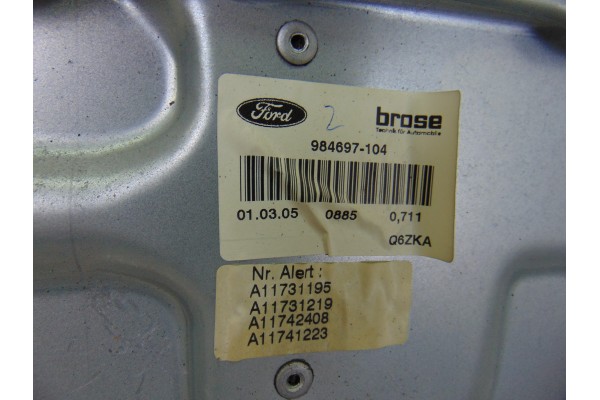 Ford 2 brose
Technik für Automobile
984697-104
01.03.05 0885 0,711
Q6ZKA
Nr. Alert :
A11731195
A11731219
A11742408
A11741223